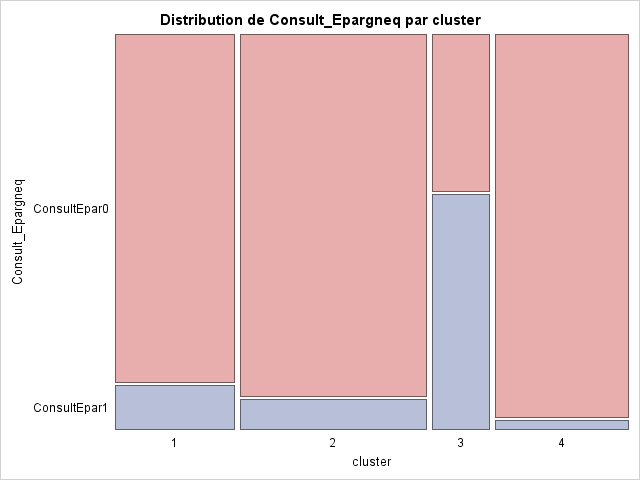 Distribution de Consult_Epargneq par cluster
Consult_Epargneq
ConsultEpar0
ConsultEpar1
1 2 3 4
cluster